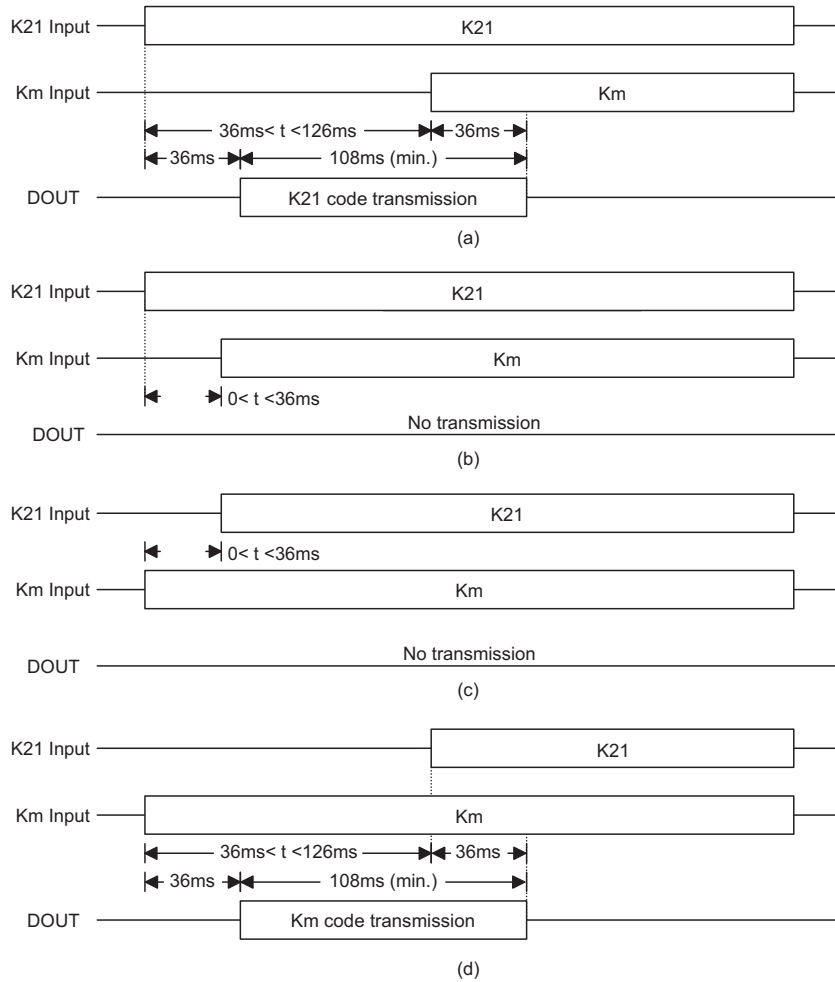 K21 Input K21
Km Input Km
36ms< t <126ms 36ms
36ms 108ms (min.)
DOUT K21 code transmission
(a)
K21 Input K21
Km Input Km
0< t <36ms
DOUT No transmission
(b)
K21 Input K21
0< t <36ms
Km Input Km
DOUT No transmission
(c)
K21 Input K21
Km Input Km
36ms< t <126ms 36ms
36ms 108ms (min.)
DOUT Km code transmission
(d)